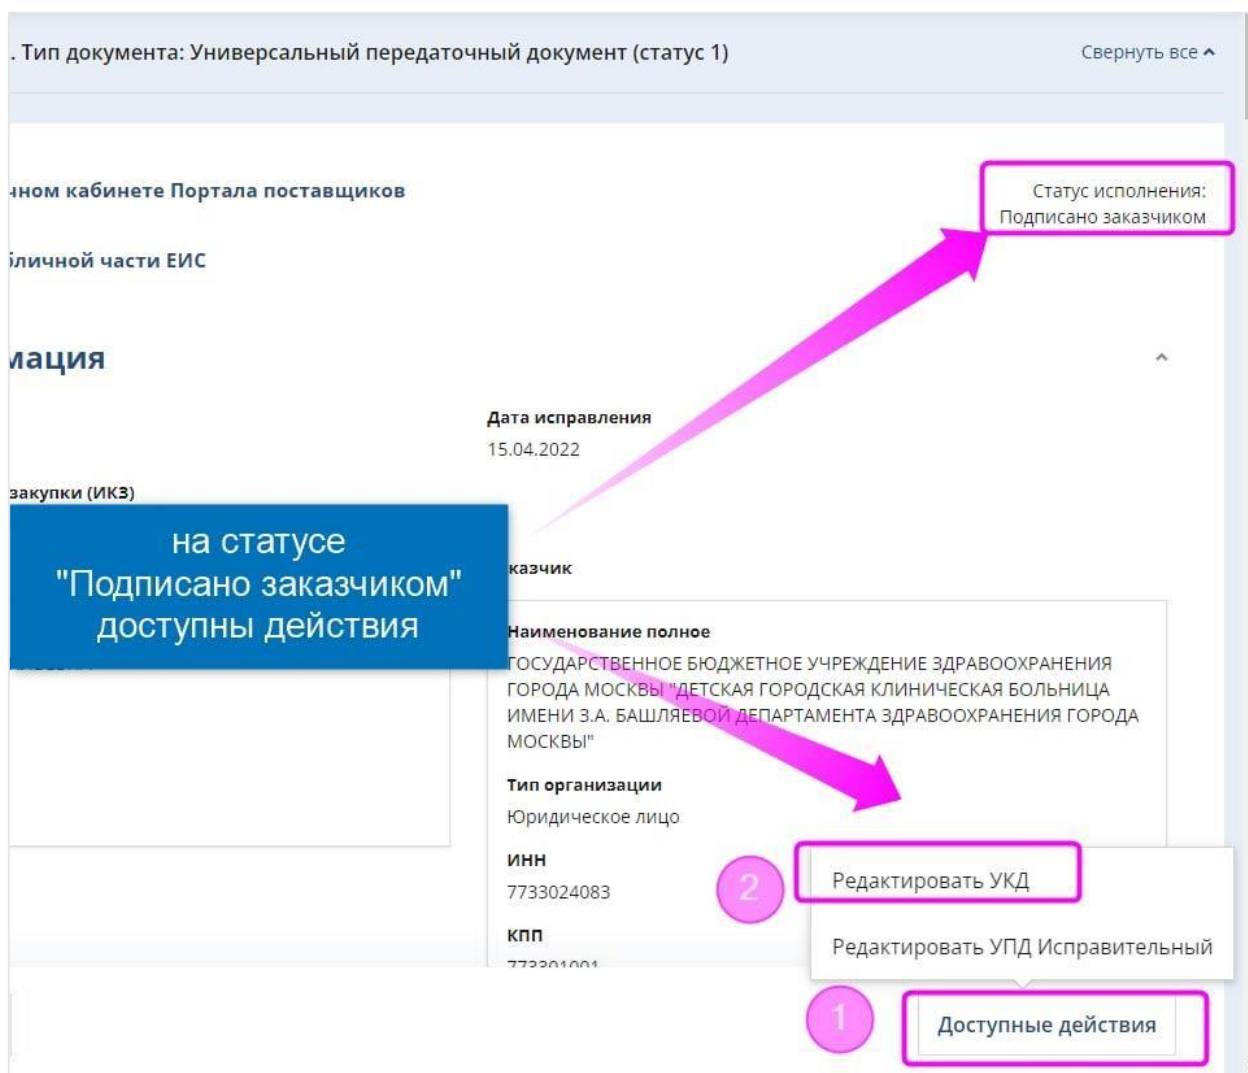 . Тип документа: Универсальный передаточный документ (статус 1)
Свернуть все
чном кабинете Портала поставщиков
Статус исполнения:
Подписано заказчиком
бличной части ЕИС
мация
Дата исправления
15.04.2022
закупки (ИКЗ)
на статусе
"Подписано заказчиком"
доступны действия
казчик
Наименование полное
ГОСУДАРСТВЕННОЕ БЮДЖЕТНОЕ УЧРЕЖДЕНИЕ ЗДРАВООХРАНЕНИЯ
ГОРОДА МОСКВЫ "ДЕТСКАЯ ГОРОДСКАЯ КЛИНИЧЕСКАЯ БОЛЬНИЦА
ИМЕНИ З.А. БАШЛЯЕВОЙ ДЕПАРТАМЕНТА ЗДРАВООХРАНЕНИЯ ГОРОДА
МОСКВЫ"
Тип организации
Юридическое лицо
ИНН
7733024083
КПП
773301001
2
Редактировать УКД
Редактировать УПД Исправительный
1
Доступные действия